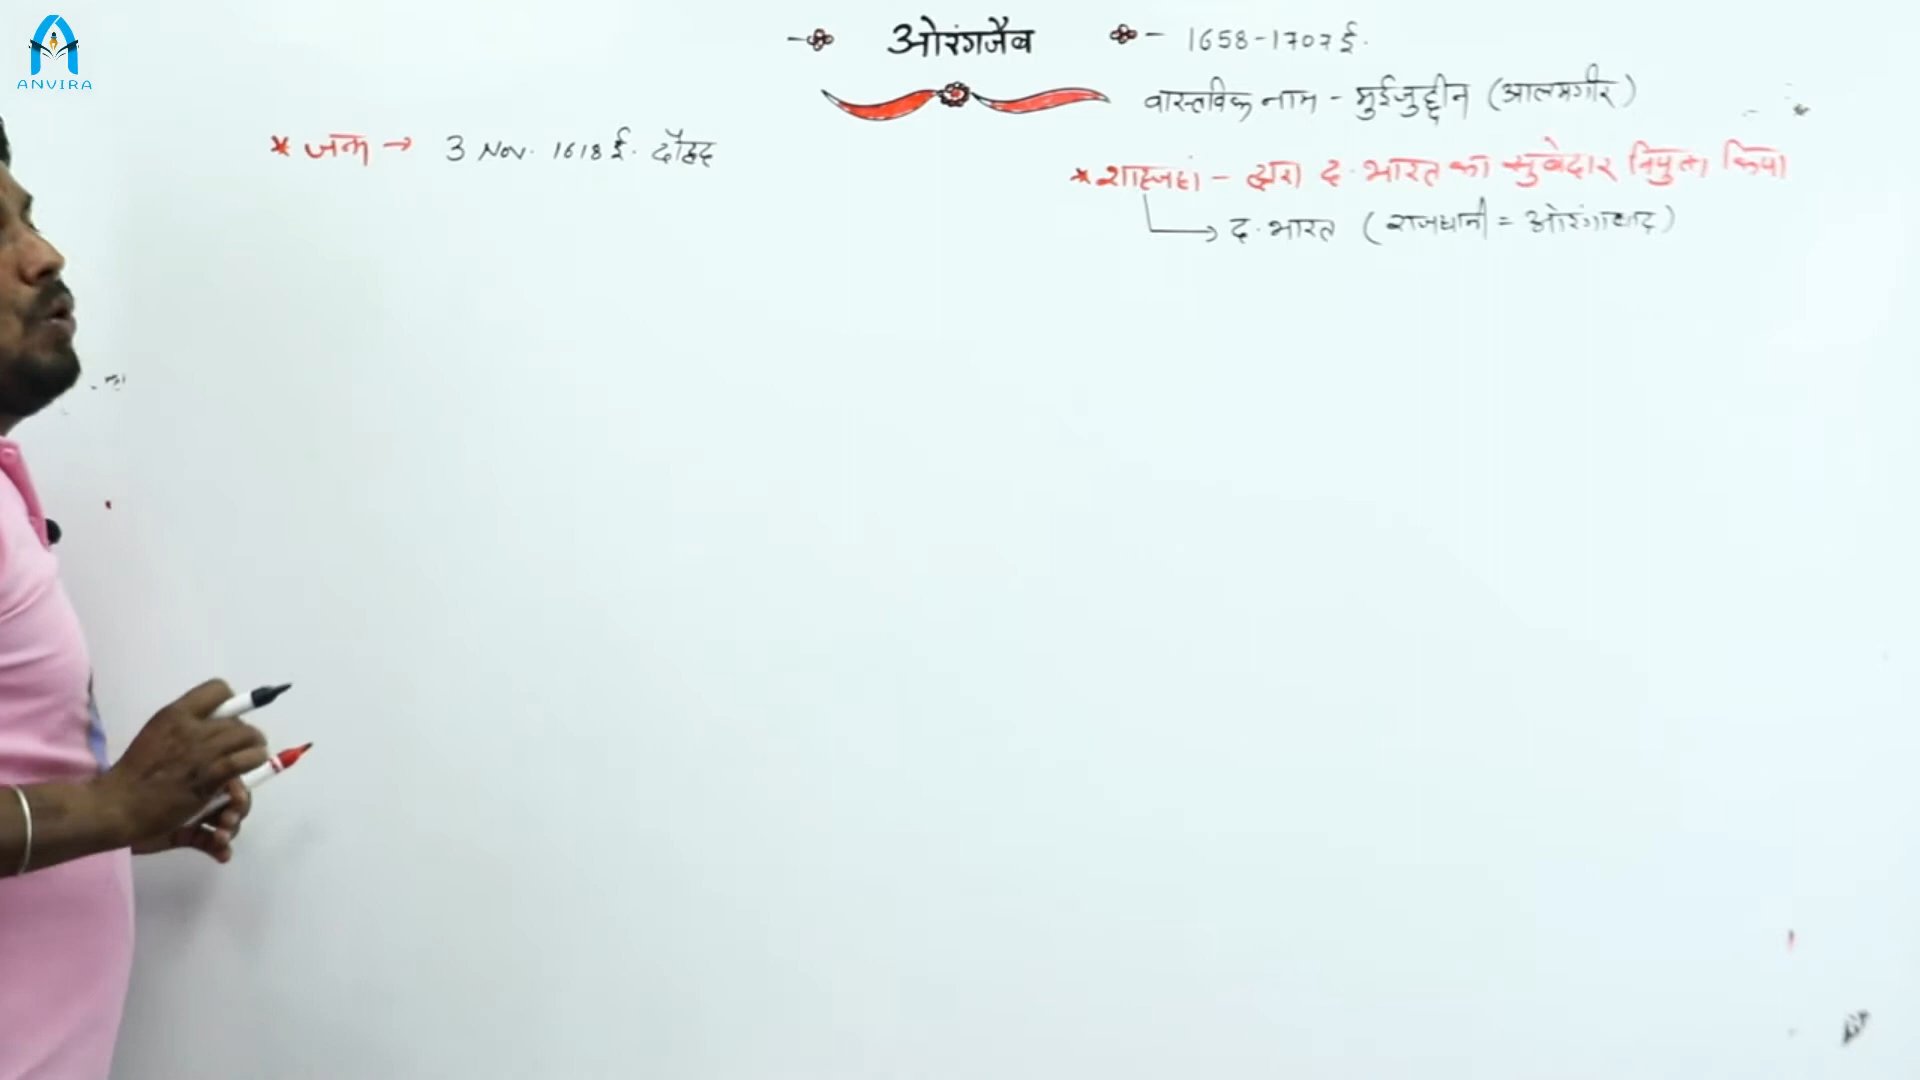 ANVIRA
ओरंगजैब - 1658-1707 ई.
वास्तविक नाम - मुईजुद्दीन (आलमगीर)
* जन्म → 3 Nov. 1618 ई. दौहद
* शाहजहां - द्वारा द. भारत का सुबेदार नियुक्त किया
→ द. भारत (राजधानी = ओरंगाबाद)